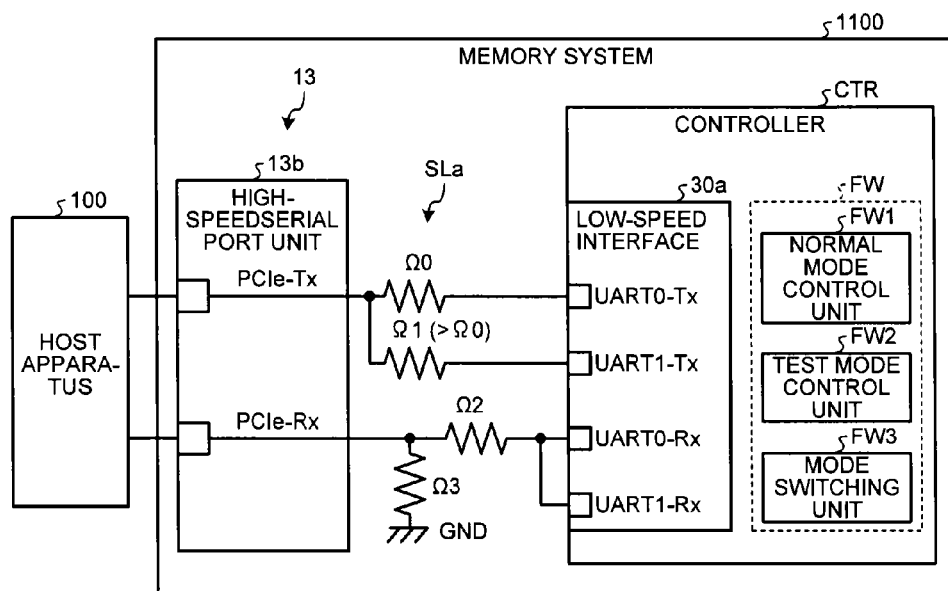 1100
MEMORY SYSTEM
13
CTR
CONTROLLER
13b
SLa
30a
FW
100
HIGH-
SPEEDSERIAL
PORT UNIT
LOW-SPEED
INTERFACE
FW1
NORMAL
MODE
CONTROL
UNIT
PCIe-Tx
Ω0
UART0-Tx
Ω1 (>Ω0)
UART1-Tx
HOST
APPARA-
TUS
FW2
TEST MODE
CONTROL
UNIT
PCIe-Rx
Ω2
UART0-Rx
Ω3
UART1-Rx
GND
FW3
MODE
SWITCHING
UNIT